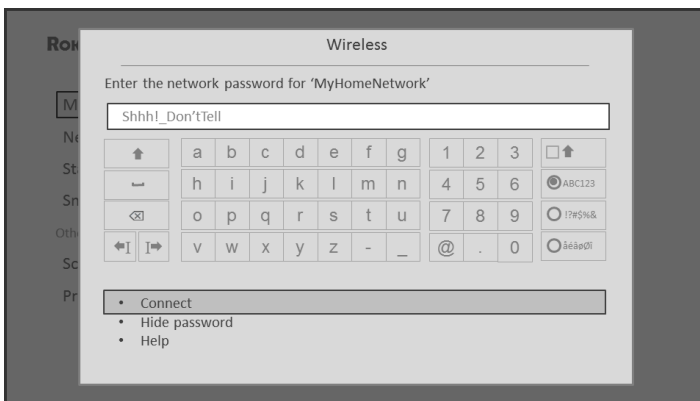 Wireless
Enter the network password for ‘MyHomeNetwork’
Shhh!_Don’tTell
a b c d e f g 1 2 3
h i j k l m n 4 5 6 ABC123
o p q r s t u 7 8 9 !?#$%&
v w x y z - _ @ . 0
• Connect
• Hide password
• Help